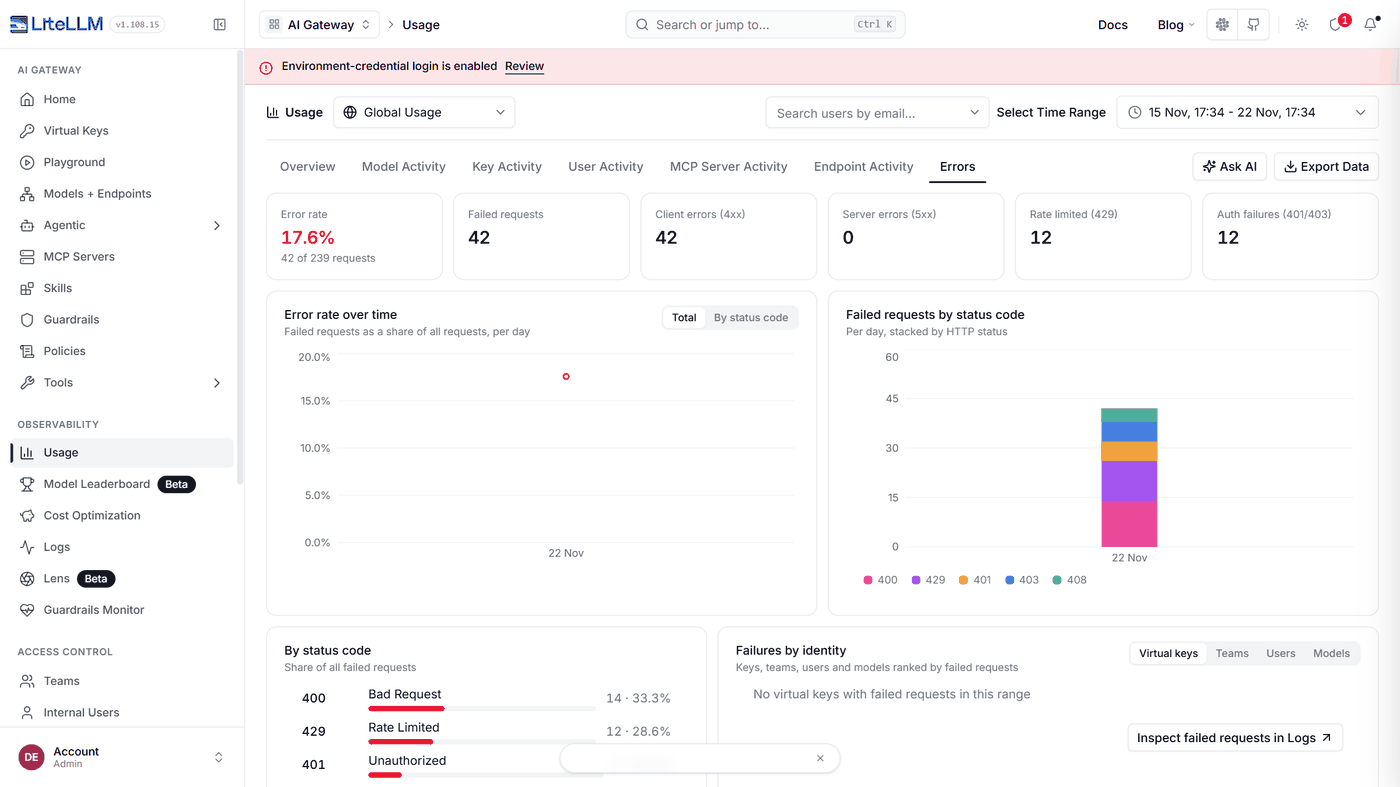 LiteLLM v1.108.15
AI Gateway > Usage
Search or jump to... Ctrl K
Docs Blog 1
AI GATEWAY
Home
Virtual Keys
Playground
Models + Endpoints
Agentic
MCP Servers
Skills
Guardrails
Policies
Tools
OBSERVABILITY
Usage
Model Leaderboard Beta
Cost Optimization
Logs
Lens Beta
Guardrails Monitor
ACCESS CONTROL
Teams
Internal Users
DE Account
Admin
Environment-credential login is enabled Review
Usage Global Usage
Search users by email... Select Time Range 15 Nov, 17:34 - 22 Nov, 17:34
Overview Model Activity Key Activity User Activity MCP Server Activity Endpoint Activity Errors
Ask AI Export Data
Error rate
17.6%
42 of 239 requests
Failed requests
42
Client errors (4xx)
42
Server errors (5xx)
0
Rate limited (429)
12
Auth failures (401/403)
12
Error rate over time
Failed requests as a share of all requests, per day
Total By status code
20.0%
15.0%
10.0%
5.0%
0.0%
22 Nov
Failed requests by status code
Per day, stacked by HTTP status
60
45
30
15
0
22 Nov
400 429 401 403 408
By status code
Share of all failed requests
400 Bad Request 14 · 33.3%
429 Rate Limited 12 · 28.6%
401 Unauthorized
Failures by identity
Keys, teams, users and models ranked by failed requests
Virtual keys Teams Users Models
No virtual keys with failed requests in this range
Inspect failed requests in Logs